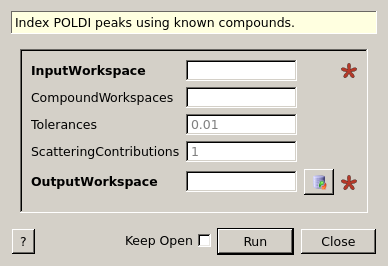 Index POLDI peaks using known compounds.
InputWorkspace
CompoundWorkspaces
Tolerances 0.01
ScatteringContributions 1
OutputWorkspace
? Keep Open Run Close